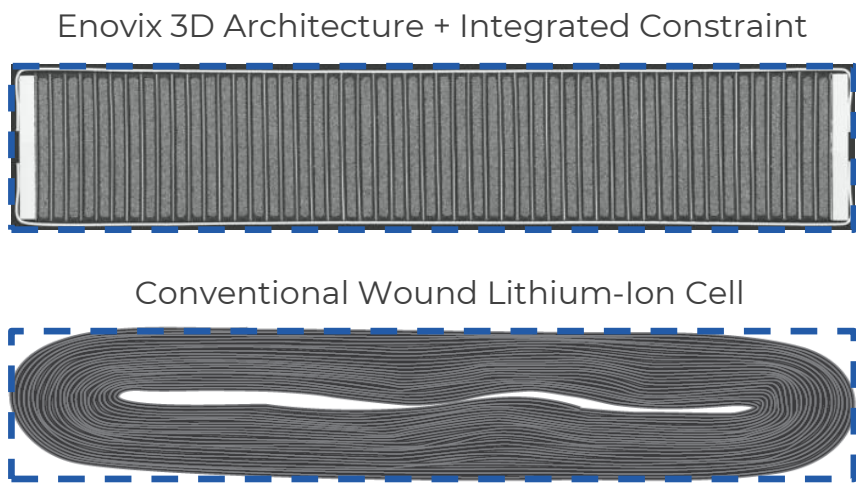 Enovix 3D Architecture + Integrated Constraint
Conventional Wound Lithium-Ion Cell